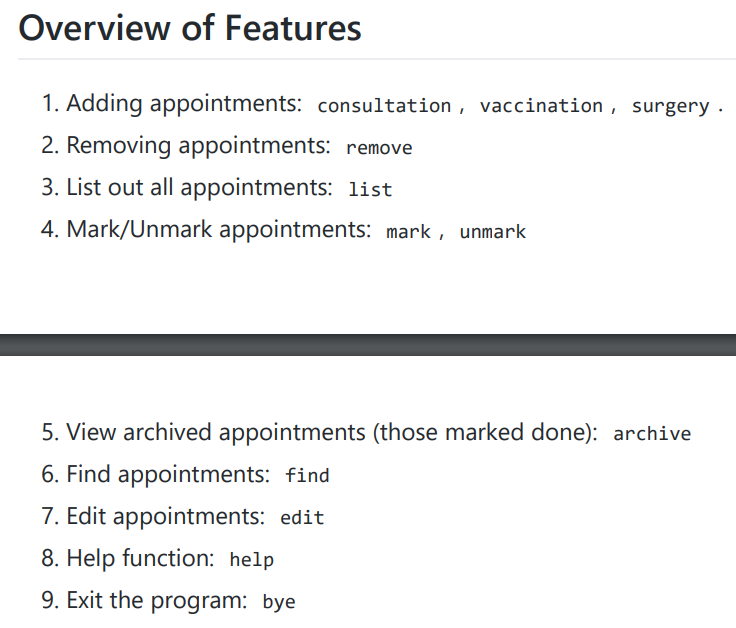 Overview of Features
1. Adding appointments: consultation , vaccination , surgery .
2. Removing appointments: remove
3. List out all appointments: list
4. Mark/Unmark appointments: mark , unmark
5. View archived appointments (those marked done): archive
6. Find appointments: find
7. Edit appointments: edit
8. Help function: help
9. Exit the program: bye